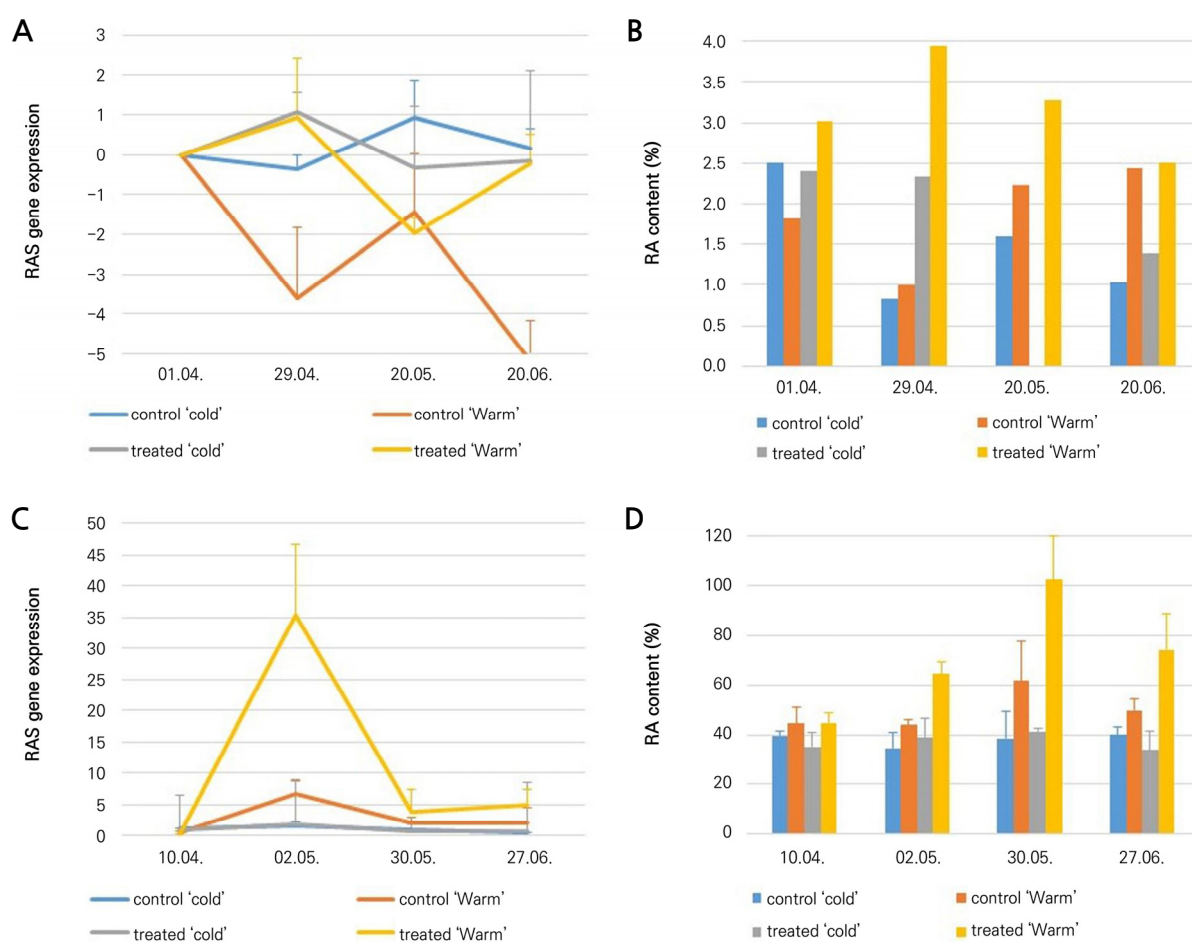 A
RAS gene expression
3
2
1
0
−1
−2
−3
−4
−5
01.04. 29.04. 20.05. 20.06.
control ‘cold’ control ‘Warm’
treated ‘cold’ treated ‘Warm’
B
RA content (%)
4.0
3.5
3.0
2.5
2.0
1.5
1.0
0.5
0.0
01.04. 29.04. 20.05. 20.06.
control ‘cold’ control ‘Warm’
treated ‘cold’ treated ‘Warm’
C
RAS gene expression
50
45
40
35
30
25
20
15
10
5
0
10.04. 02.05. 30.05. 27.06.
control ‘cold’ control ‘Warm’
treated ‘cold’ treated ‘Warm’
D
RA content (%)
120
100
80
60
40
20
0
10.04. 02.05. 30.05. 27.06.
control ‘cold’ control ‘Warm’
treated ‘cold’ treated ‘Warm’